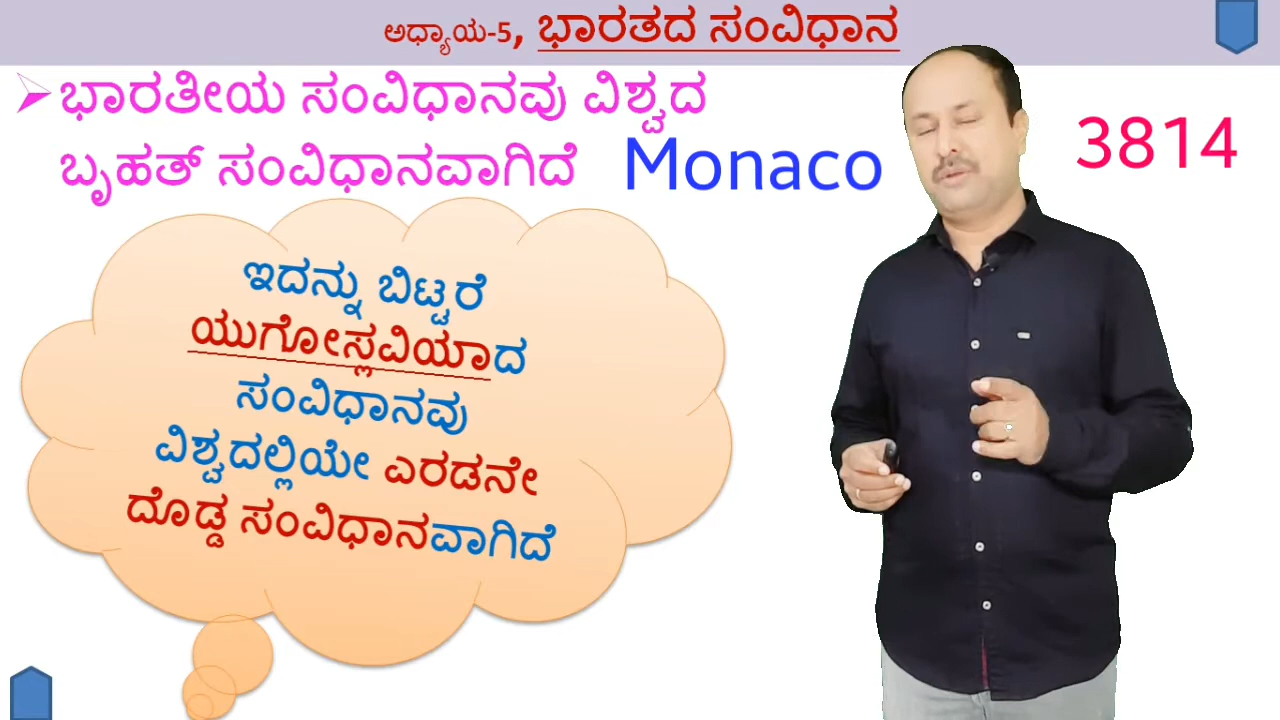 ಅಧ್ಯಾಯ-5, ಭಾರತದ ಸಂವಿಧಾನ
ಭಾರತೀಯ ಸಂವಿಧಾನವು ವಿಶ್ವದ
ಬೃಹತ್ ಸಂವಿಧಾನವಾಗಿದೆ
Monaco
3814
ಇದನ್ನು ಬಿಟ್ಟರೆ
ಯುಗೋಸ್ಲವಿಯಾದ
ಸಂವಿಧಾನವು
ವಿಶ್ವದಲ್ಲಿಯೇ ಎರಡನೇ
ದೊಡ್ಡ ಸಂವಿಧಾನವಾಗಿದೆ